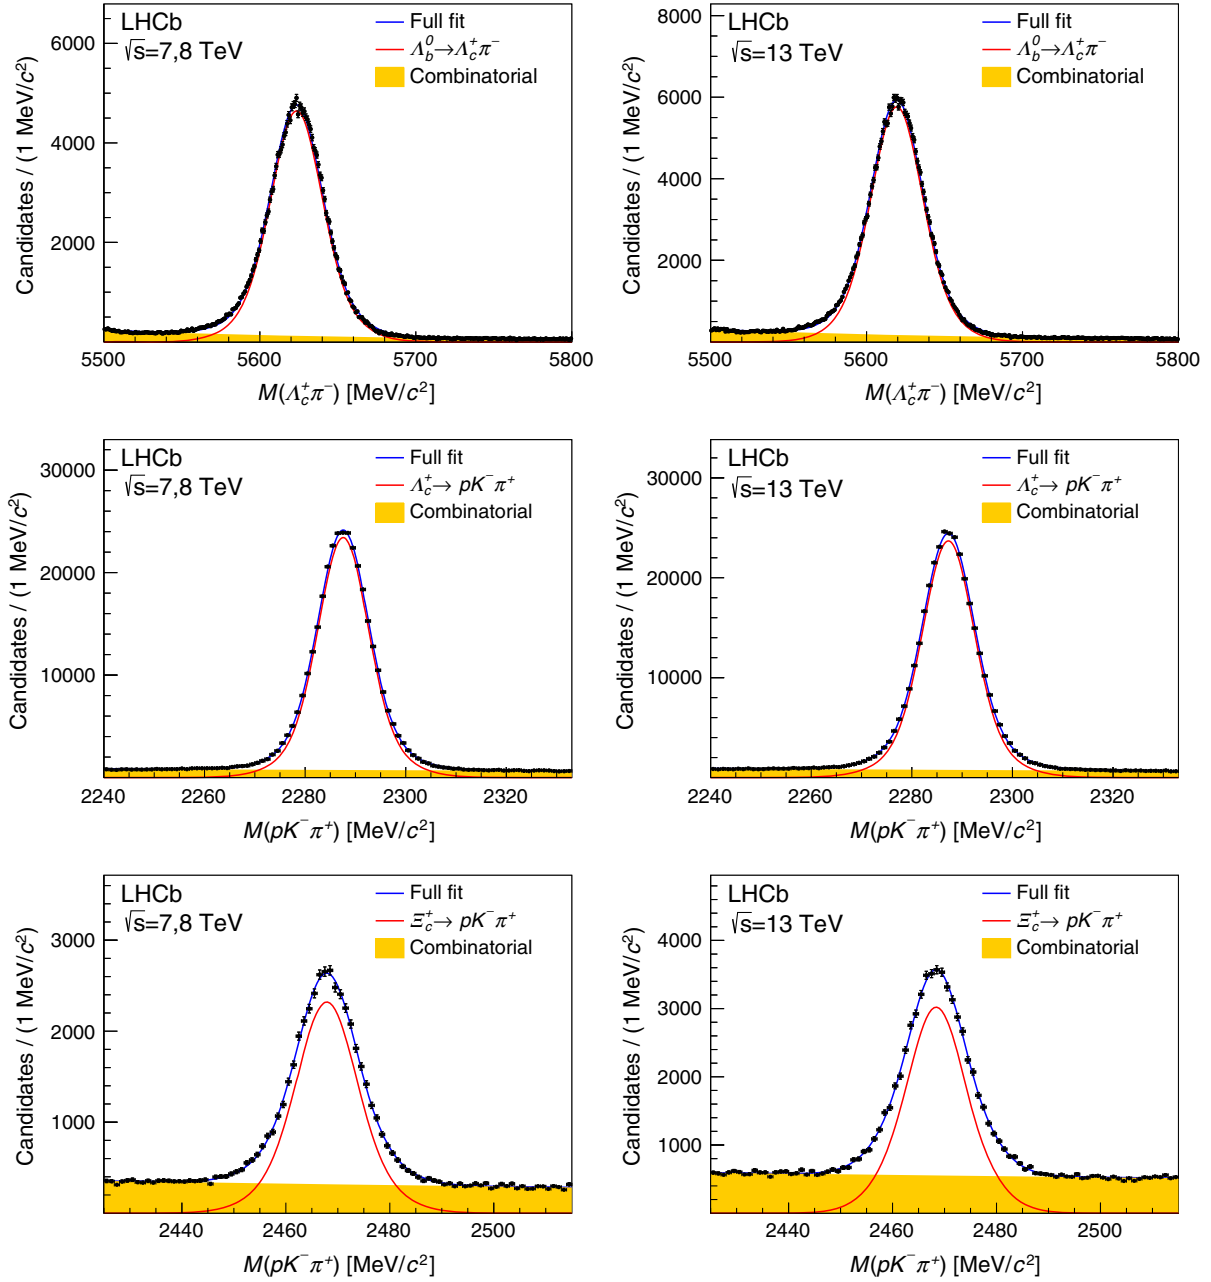 LHCb
√s=7,8 TeV
Full fit
Λb0→Λc+π−
Combinatorial
6000
4000
2000
5500 5600 5700 5800
Candidates / (1 MeV/c2)
M(Λc+π−) [MeV/c2]
LHCb
√s=13 TeV
Full fit
Λb0→Λc+π−
Combinatorial
8000
6000
4000
2000
5500 5600 5700 5800
Candidates / (1 MeV/c2)
M(Λc+π−) [MeV/c2]
LHCb
√s=7,8 TeV
Full fit
Λc+→ pK−π+
Combinatorial
30000
20000
10000
2240 2260 2280 2300 2320
Candidates / (1 MeV/c2)
M(pK−π+) [MeV/c2]
LHCb
√s=13 TeV
Full fit
Λc+→ pK−π+
Combinatorial
30000
20000
10000
2240 2260 2280 2300 2320
Candidates / (1 MeV/c2)
M(pK−π+) [MeV/c2]
LHCb
√s=7,8 TeV
Full fit
Ξc+→ pK−π+
Combinatorial
3000
2000
1000
2440 2460 2480 2500
Candidates / (1 MeV/c2)
M(pK−π+) [MeV/c2]
LHCb
√s=13 TeV
Full fit
Ξc+→ pK−π+
Combinatorial
4000
3000
2000
1000
2440 2460 2480 2500
Candidates / (1 MeV/c2)
M(pK−π+) [MeV/c2]